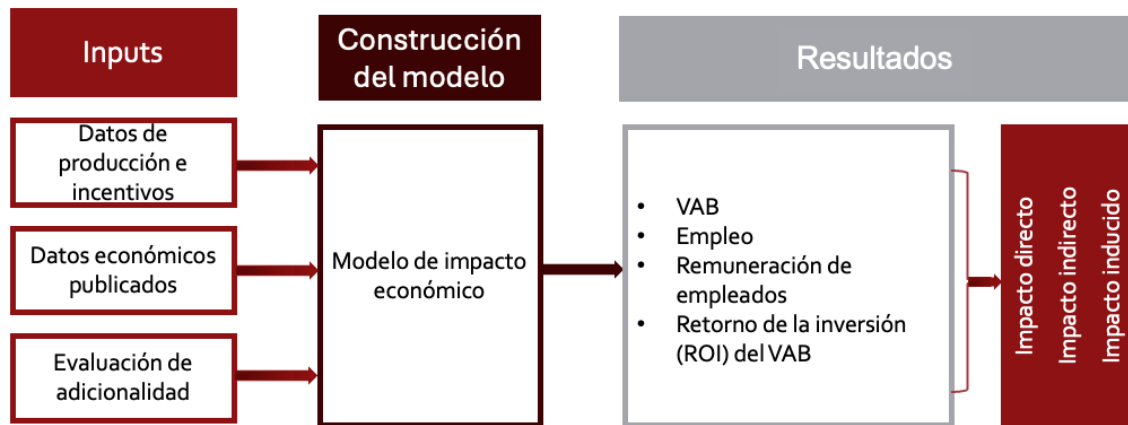 Inputs
Construcción
del modelo
Resultados
Datos de
producción e
incentivos
Datos económicos
publicados
Evaluación de
adicionalidad
Modelo de impacto
económico
• VAB
• Empleo
• Remuneración de
empleados
• Retorno de la inversión
(ROI) del VAB
Impacto directo
Impacto indirecto
Impacto inducido